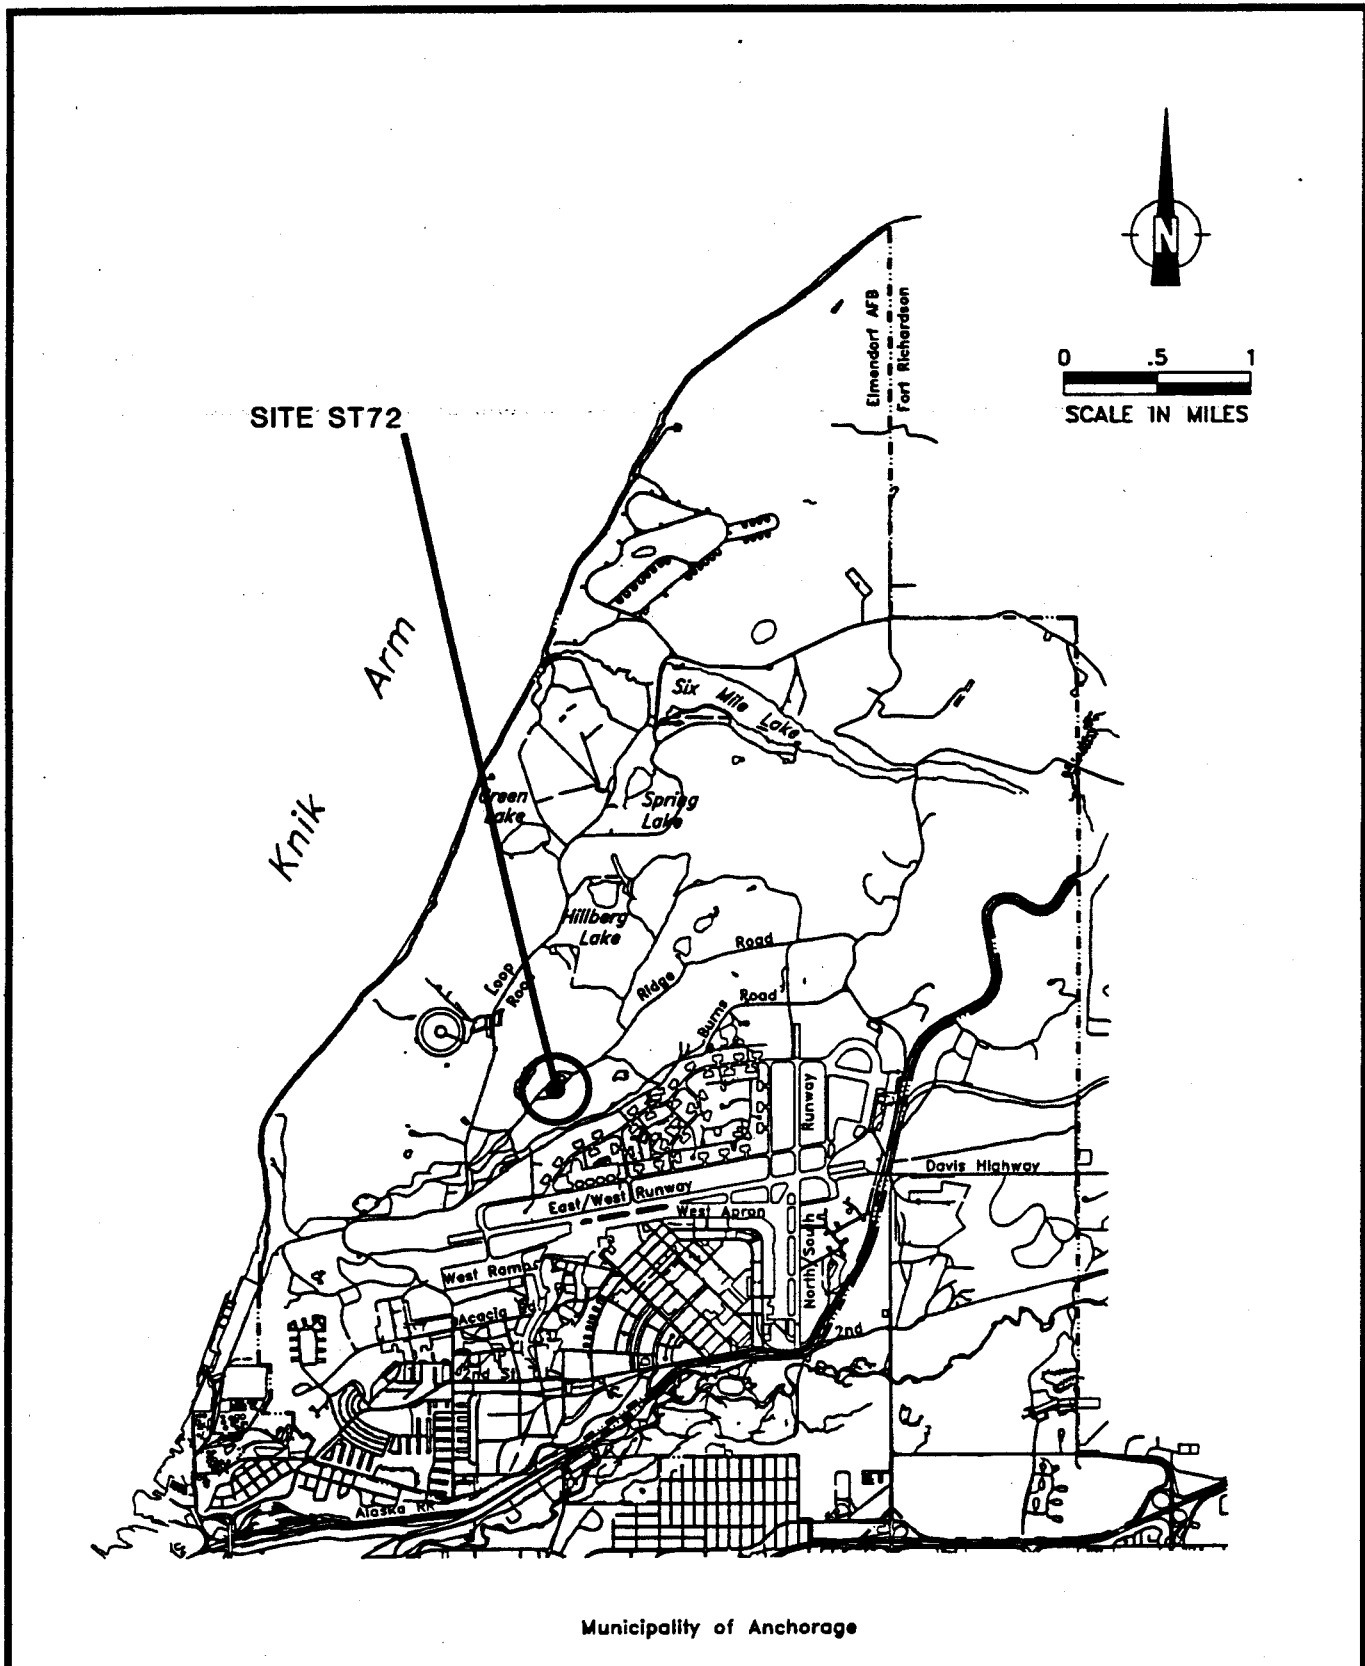 N
Elmendorf AFB
Fort Richardson
0 .5 1
SCALE IN MILES
SITE ST72
Knik Arm
Six Mile Lake
Green
Lake
Spring
Lake
Hillberg
Lake
Loop
Road
Ridge Road
Burns Road
Runway
Davis Highway
East/West Runway
West Apron
North/South
West Ramp
Acacia Rd.
2nd
2nd St
Alaska RR
Municipality of Anchorage